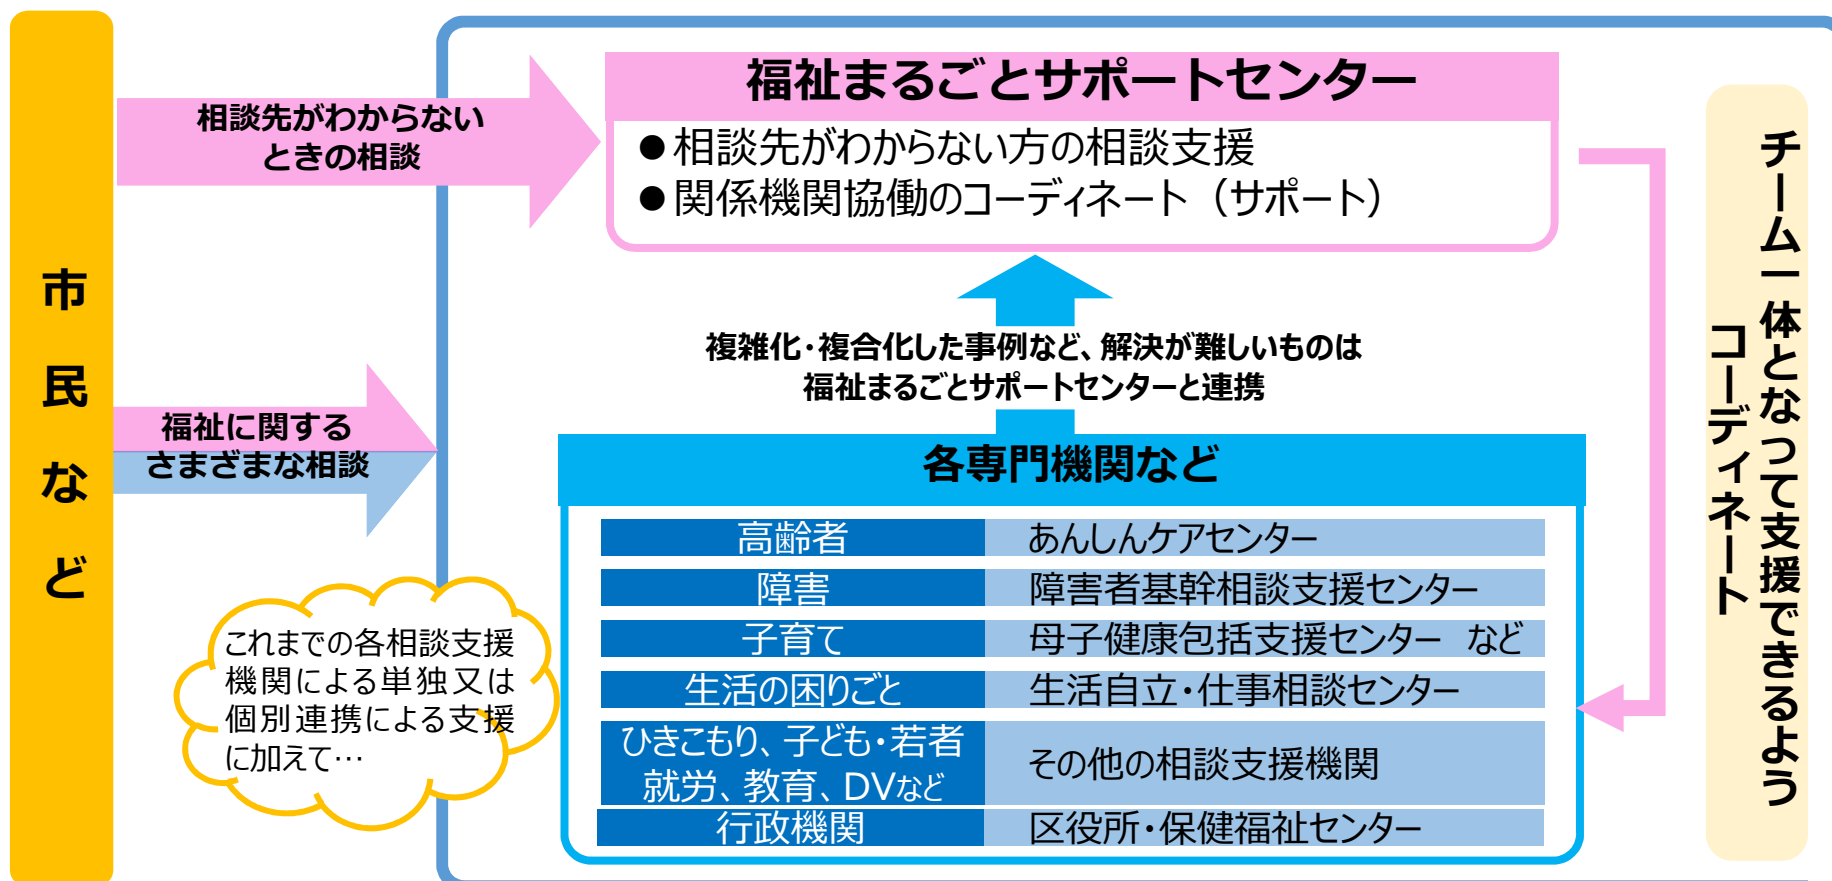 市民など
相談先がわからない
ときの相談
福祉に関する
さまざまな相談
これまでの各相談支援
機関による単独又は
個別連携による支援
に加えて…
福祉まるごとサポートセンター
●相談先がわからない方の相談支援
●関係機関協働のコーディネート（サポート）
複雑化・複合化した事例など、解決が難しいものは
福祉まるごとサポートセンターと連携
各専門機関など
高齢者 あんしんケアセンター
障害 障害者基幹相談支援センター
子育て 母子健康包括支援センター　など
生活の困りごと 生活自立・仕事相談センター
ひきこもり、子ども・若者
就労、教育、DVなど
その他の相談支援機関
行政機関 区役所・保健福祉センター
チーム一体となって支援できるよう
コーディネート